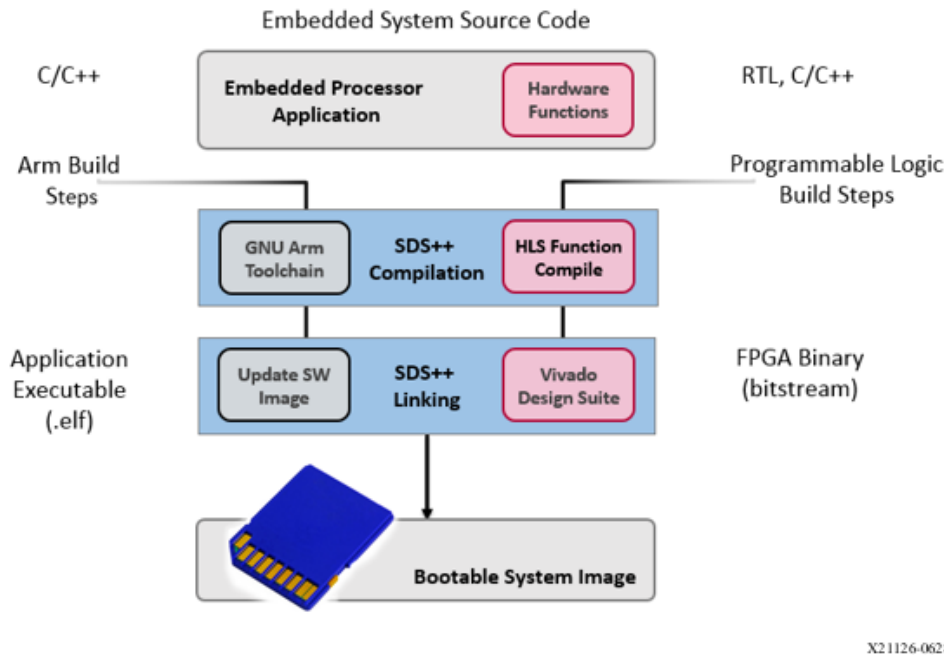 Embedded System Source Code
C/C++
Embedded Processor
Application
Hardware
Functions
RTL, C/C++
Arm Build
Steps
Programmable Logic
Build Steps
GNU Arm
Toolchain
SDS++
Compilation
HLS Function
Compile
Application
Executable
(.elf)
Update SW
Image
SDS++
Linking
Vivado
Design Suite
FPGA Binary
(bitstream)
Bootable System Image
X21126-062